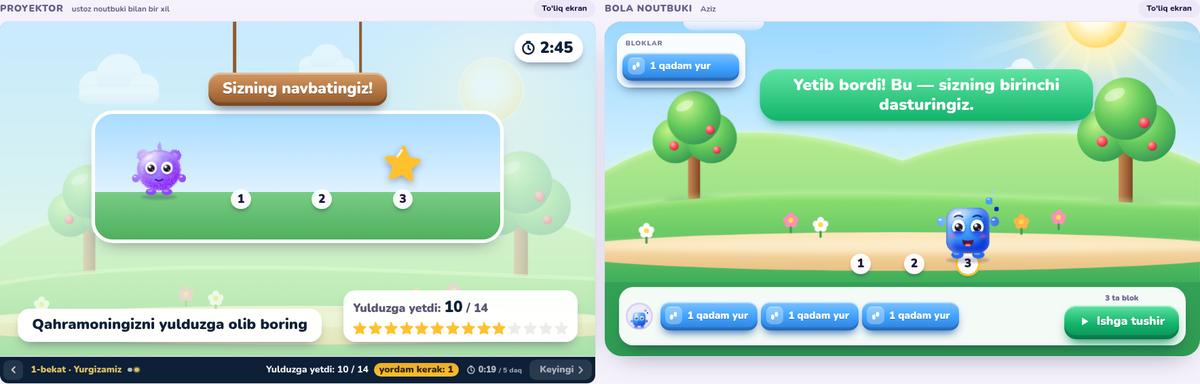 PROYEKTOR ustoz noutbuki bilan bir xil To'liq ekran
2:45
Sizning navbatingiz!
1 2 3
Qahramoningizni yulduzga olib boring
Yulduzga yetdi: 10 / 14
1-bekat · Yurgizamiz Yulduzga yetdi: 10 / 14 yordam kerak: 1 0:19 / 5 daq Keyingi
BOLA NOUTBUKI Aziz To'liq ekran
BLOKLAR
1 qadam yur
Yetib bordi! Bu — sizning birinchi
dasturingiz.
1 2 3
3 ta blok
1 qadam yur 1 qadam yur 1 qadam yur Ishga tushir